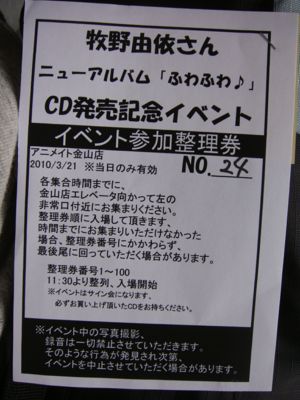 牧野由依さん
ニューアルバム「ふわふわ♪」
CD発売記念イベント
イベント参加整理券
アニメイト金山店
2010/3/21 ※当日のみ有効
NO. 24
各集合時間までに、
金山店エレベータ向かって左の
非常口付近にお集まりください。
整理券順に入場して頂きます、
時間までにお集まりいただけなかった
場合、整理券番号にかかわらず、
最後尾に回っていただく場合があります。
整理券番号1~100
11:30より整列、入場開始
※イベントはサイン会になります、
必ずお買い上げ頂いたCDをお持ちください。
※イベント中の写真撮影、
録音は一切禁止させていただきます。
そのような行為が発見され次第、
イベントを中止させていただく場合があります。